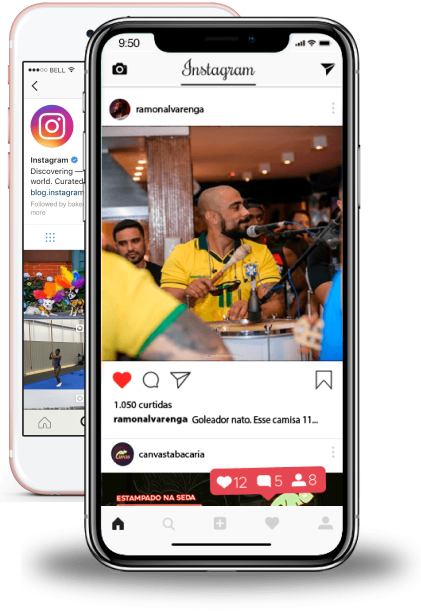 BELL
Instagram
Discovering —
world. Curated
blog.instagram
Followed by bake
more
9:50
Instagram
ramonalvarenga
1.050 curtidas
ramonalvarenga Goleador nato. Esse camisa 11...
canvastabacaria
12 5 8
ESTAMPADO NA SEDA